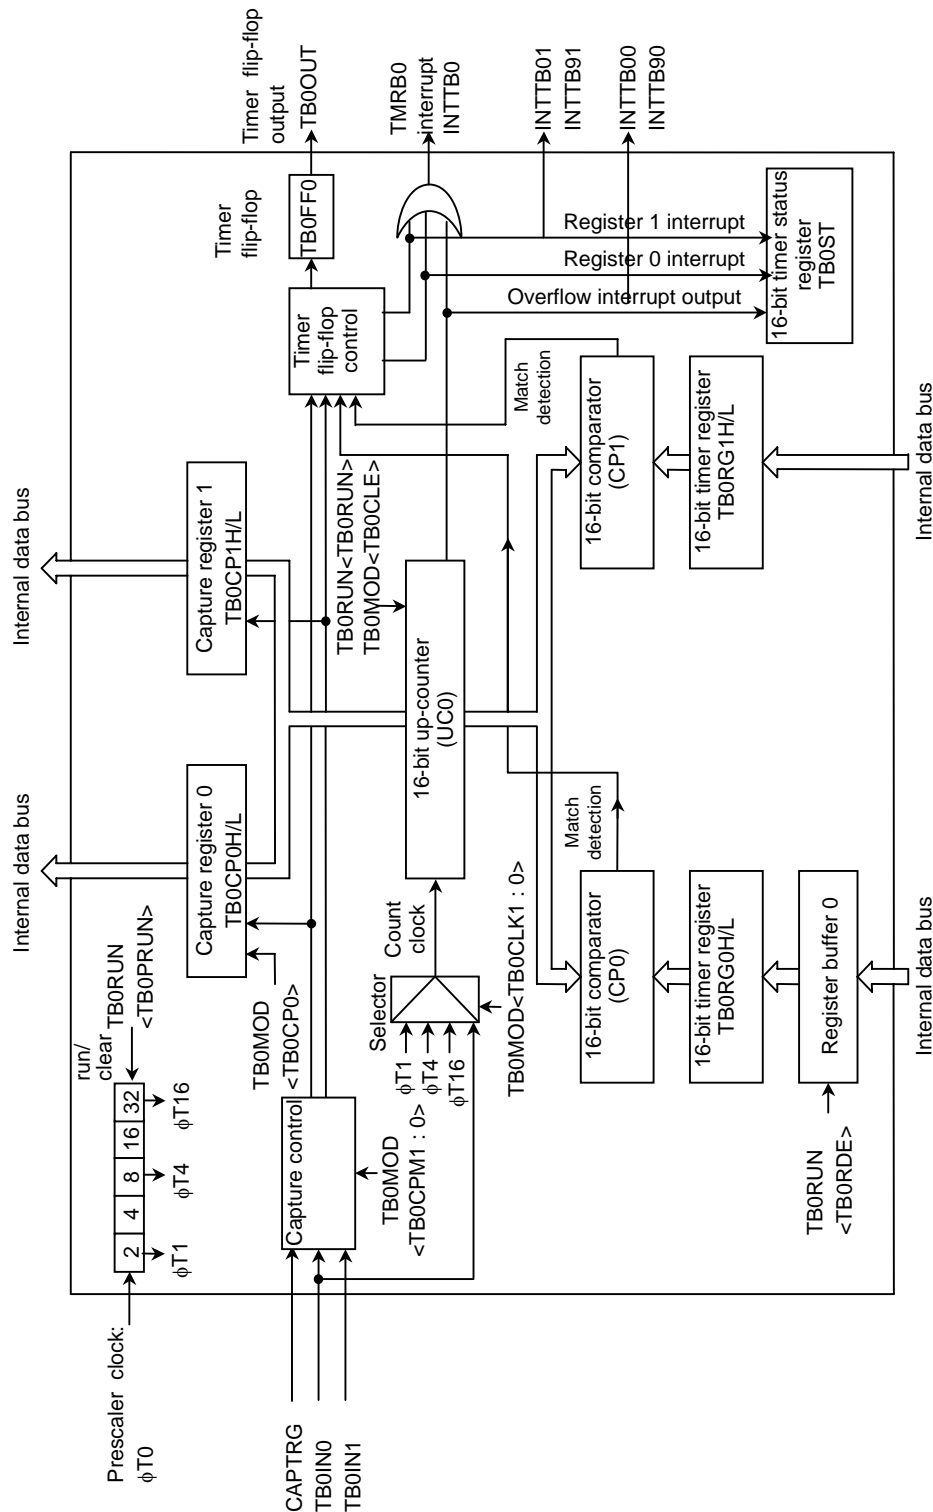 Prescaler clock:
φT0
2 4 8 16 32
φT1
φT4
φT16
run/
clear
TB0RUN
<TB0PRUN>
Internal data bus
Internal data bus
Capture register 0
TB0CP0H/L
Capture register 1
TB0CP1H/L
TB0MOD
<TB0CP0>
CAPTRG
TB0IN0
TB0IN1
Capture control
TB0MOD
<TB0CPM1 : 0>
Selector
φT1
φT4
φT16
TB0MOD<TB0CLK1 : 0>
Count
clock
16-bit up-counter
(UC0)
TB0RUN<TB0RUN>
TB0MOD<TB0CLE>
Timer
flip-flop
control
Timer
flip-flop
TB0FF0
Timer flip-flop
output
TB0OUT
TMRB0
interrupt
INTTB0
INTTB01
INTTB91
INTTB00
INTTB90
Register 1 interrupt
Register 0 interrupt
Overflow interrupt output
16-bit timer status
register
TB0ST
Match
detection
Match
detection
16-bit comparator
(CP0)
16-bit comparator
(CP1)
16-bit timer register
TB0RG0H/L
16-bit timer register
TB0RG1H/L
Register buffer 0
TB0RUN
<TB0RDE>
Internal data bus
Internal data bus